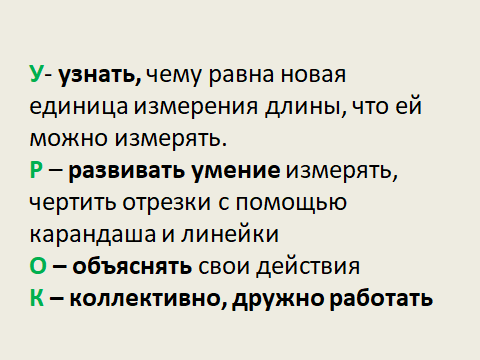 У- узнать, чему равна новая
единица измерения длины, что ей
можно измерять.
Р – развивать умение измерять,
чертить отрезки с помощью
карандаша и линейки
О – объяснять свои действия
К – коллективно, дружно работать